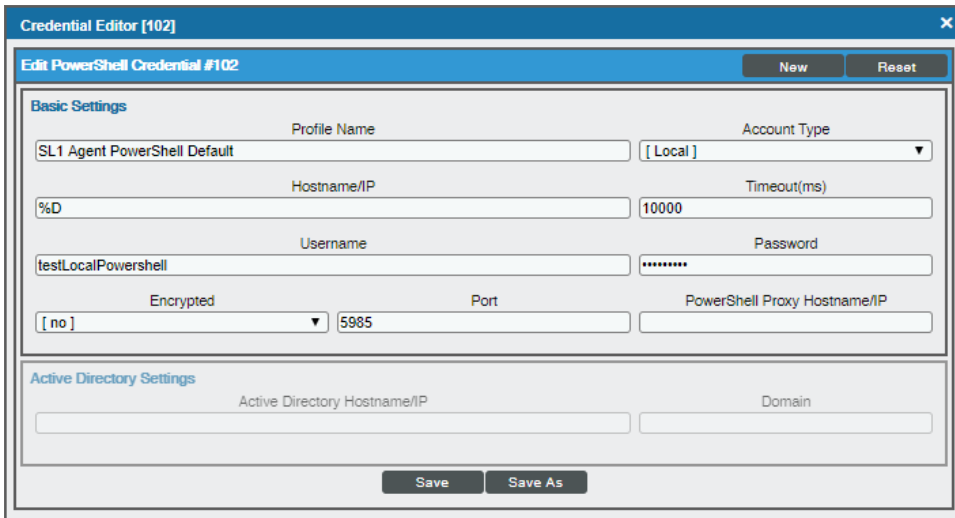 Credential Editor [102]
Edit PowerShell Credential #102 New Reset
Basic Settings
Profile Name Account Type
SL1 Agent PowerShell Default [ Local ]
Hostname/IP Timeout(ms)
%D 10000
Username Password
testLocalPowershell •••••••••
Encrypted Port PowerShell Proxy Hostname/IP
[ no ] 5985
Active Directory Settings
Active Directory Hostname/IP Domain
Save Save As